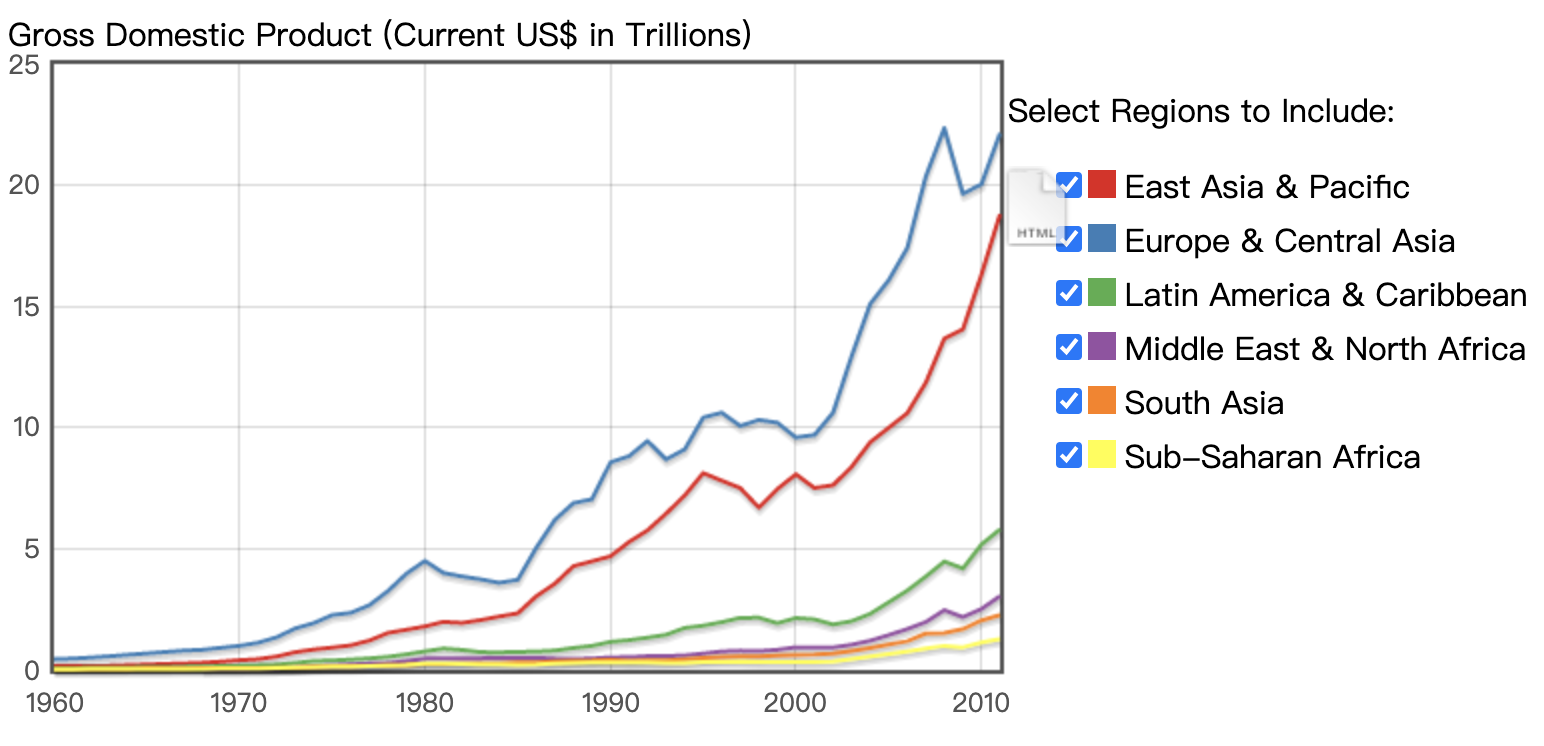 Gross Domestic Product (Current US$ in Trillions)
25
20
15
10
5
0
1960 1970 1980 1990 2000 2010
Select Regions to Include:
East Asia & Pacific
HTML
Europe & Central Asia
Latin America & Caribbean
Middle East & North Africa
South Asia
Sub-Saharan Africa